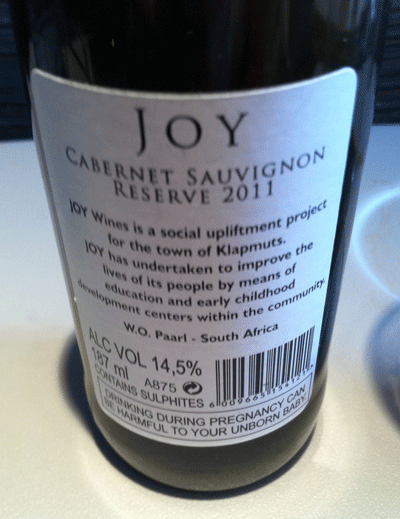 JOY
CABERNET SAUVIGNON
RESERVE 2011
JOY Wines is a social upliftment project
for the town of Klapmuts.
JOY has undertaken to improve the
lives of its people by means of
education and early childhood
development centers within the community.
W.O. Paarl - South Africa
ALC VOL 14,5%
187 ml A875
CONTAINS SULPHITES
DRINKING DURING PREGNANCY CAN
BE HARMFUL TO YOUR UNBORN BABY